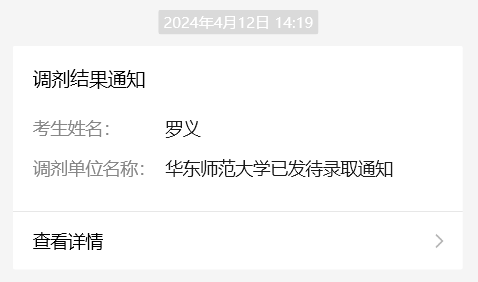 2024年4月12日 14:19
调剂结果通知
考生姓名： 罗义
调剂单位名称： 华东师范大学已发待录取通知
查看详情